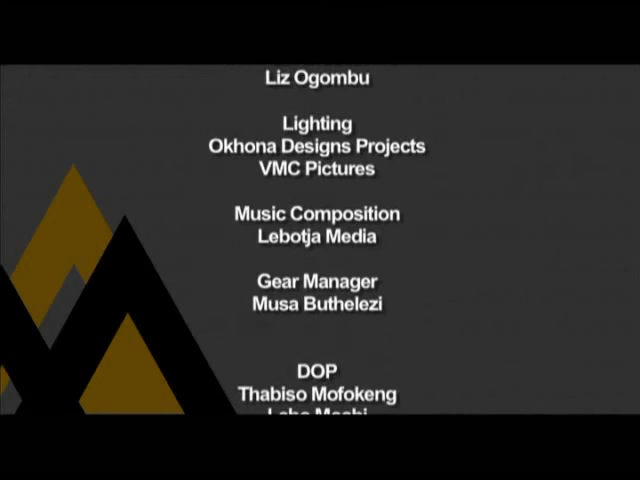 Liz Ogombu
Lighting
Okhona Designs Projects
VMC Pictures
Music Composition
Lebotja Media
Gear Manager
Musa Buthelezi
DOP
Thabiso Mofokeng